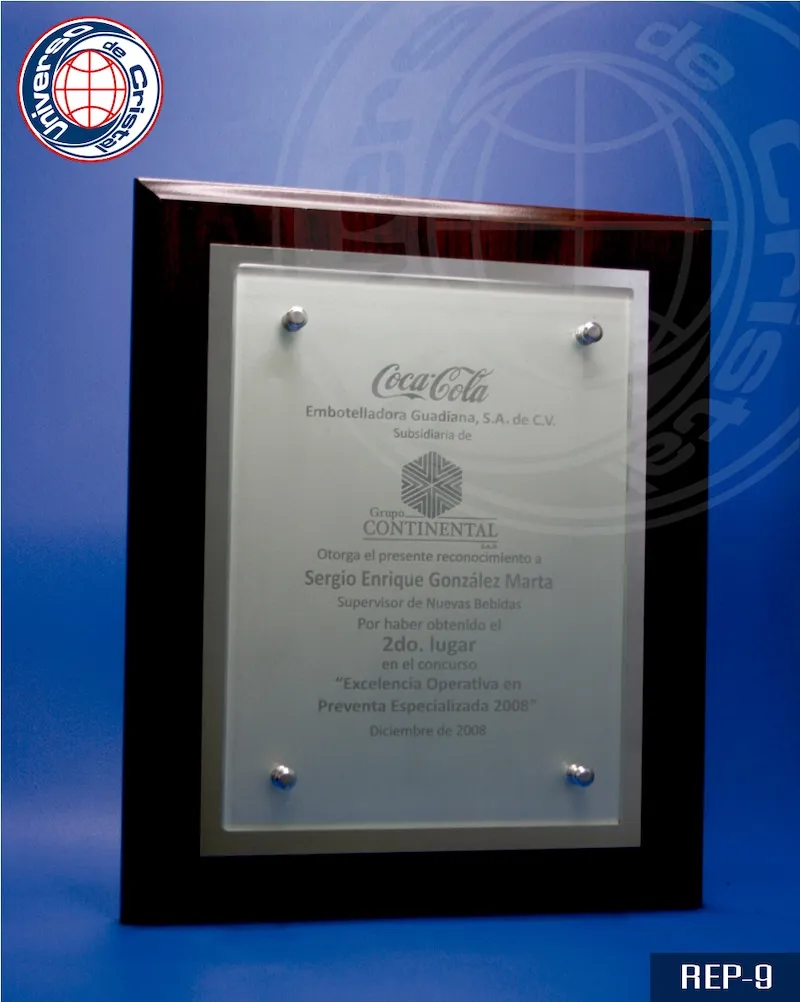 Universo de Cristal
Coca-Cola
Embotelladora Guadiana, S.A. de C.V.
Subsidiaria de
Grupo
CONTINENTAL
S.A.B
Otorga el presente reconocimiento a
Sergio Enrique González Marta
Supervisor de Nuevas Bebidas
Por haber obtenido el
2do. lugar
en el concurso
“Excelencia Operativa en
Preventa Especializada 2008”
Diciembre de 2008
REP-9